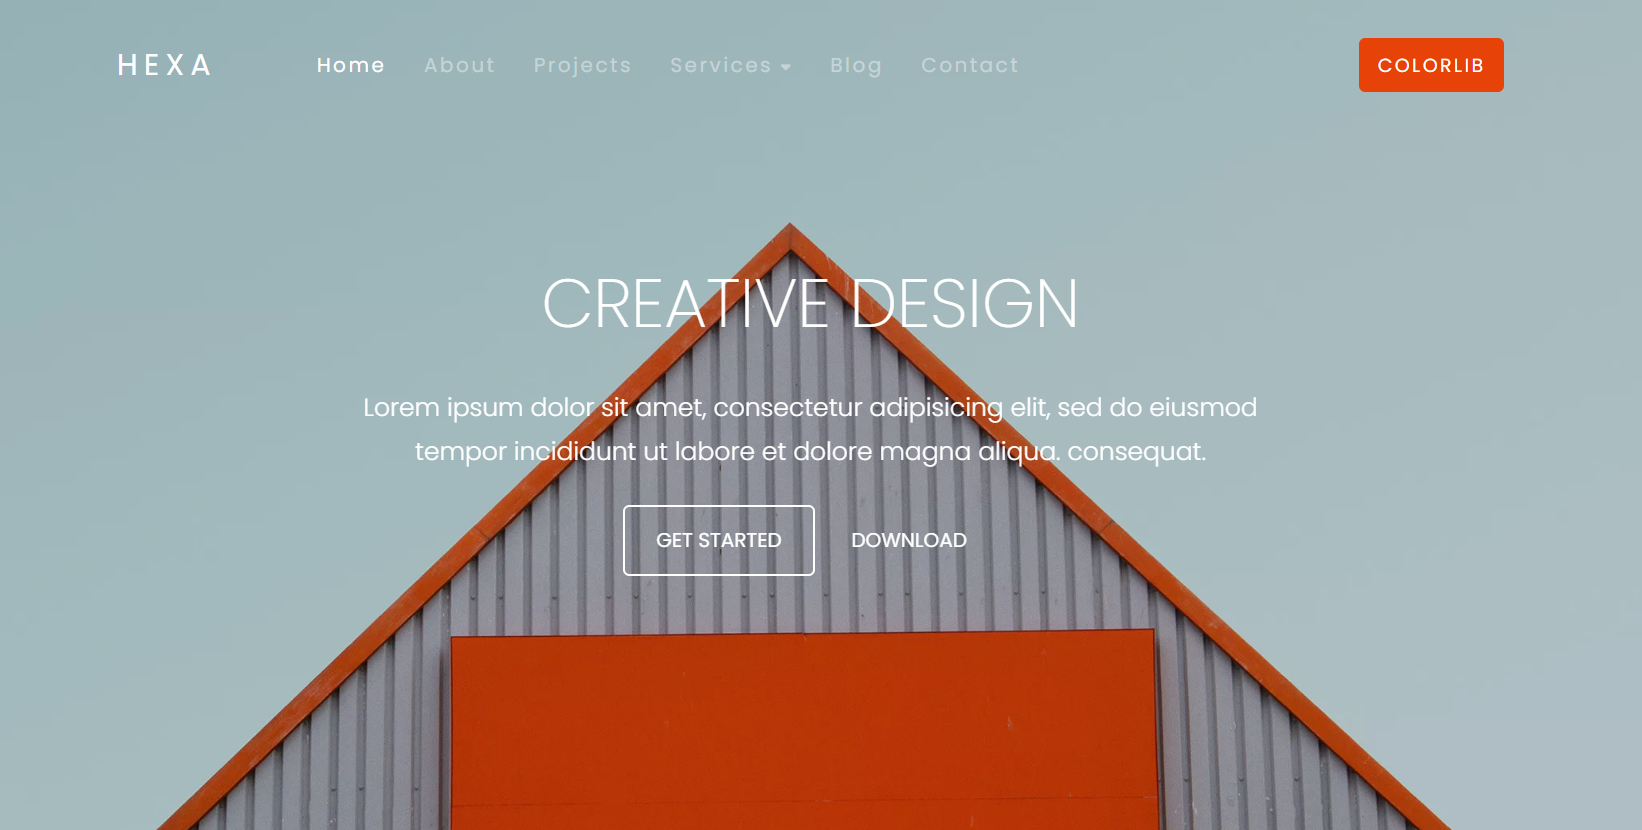 HEXA Home About Projects Services Blog Contact COLORLIB
CREATIVE DESIGN
Lorem ipsum dolor sit amet, consectetur adipisicing elit, sed do eiusmod
tempor incididunt ut labore et dolore magna aliqua. consequat.
GET STARTED DOWNLOAD